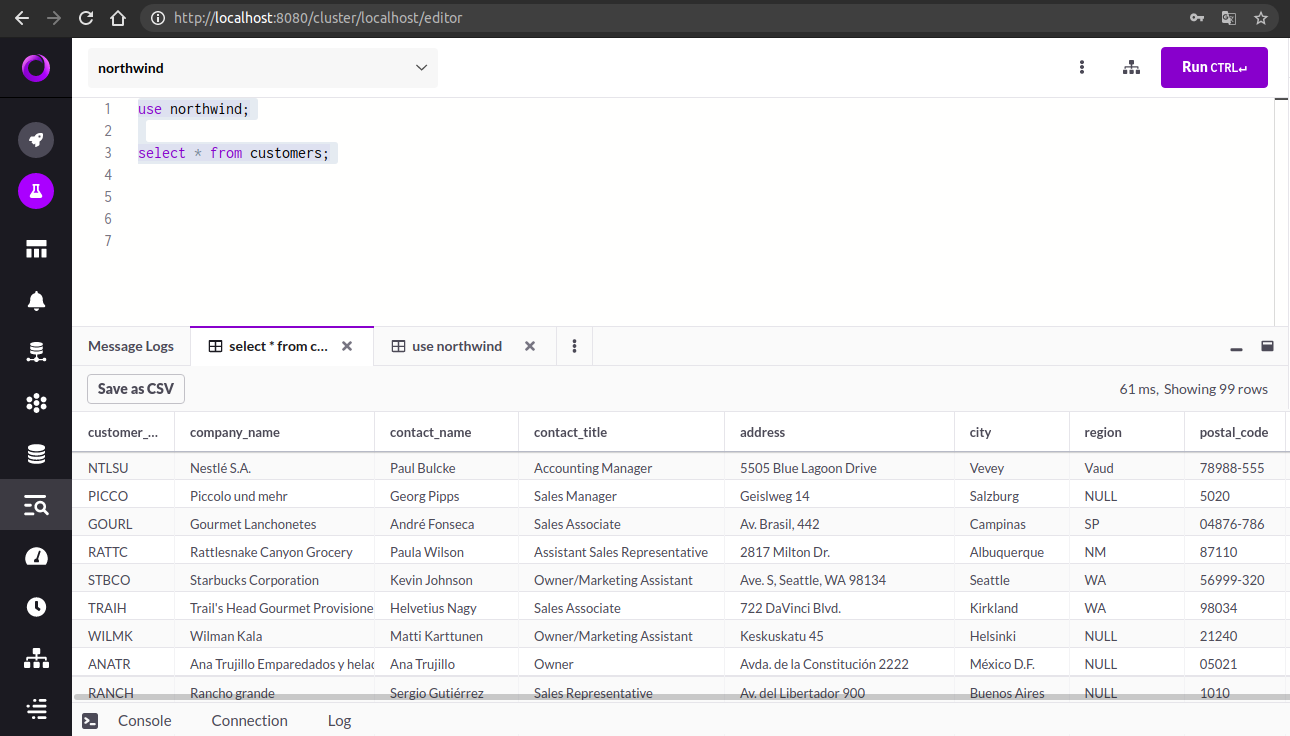 http://localhost:8080/cluster/localhost/editor
northwind
Run CTRL↵
1 use northwind;
2
3 select * from customers;
4
5
6
7
Message Logs select * from c... use northwind
Save as CSV 61 ms, Showing 99 rows
customer_... company_name contact_name contact_title address city region postal_code
NTLSU Nestlé S.A. Paul Bulcke Accounting Manager 5505 Blue Lagoon Drive Vevey Vaud 78988-555
PICCO Piccolo und mehr Georg Pipps Sales Manager Geislweg 14 Salzburg NULL 5020
GOURL Gourmet Lanchonetes André Fonseca Sales Associate Av. Brasil, 442 Campinas SP 04876-786
RATTC Rattlesnake Canyon Grocery Paula Wilson Assistant Sales Representative 2817 Milton Dr. Albuquerque NM 87110
STBCO Starbucks Corporation Kevin Johnson Owner/Marketing Assistant Ave. S, Seattle, WA 98134 Seattle WA 56999-320
TRAIH Trail's Head Gourmet Provisione Helvetius Nagy Sales Associate 722 DaVinci Blvd. Kirkland WA 98034
WILMK Wilman Kala Matti Karttunen Owner/Marketing Assistant Keskuskatu 45 Helsinki NULL 21240
ANATR Ana Trujillo Emparedados y helad Ana Trujillo Owner Avda. de la Constitución 2222 México D.F. NULL 05021
RANCH Rancho grande Sergio Gutiérrez Sales Representative Av. del Libertador 900 Buenos Aires NULL 1010
Console Connection Log